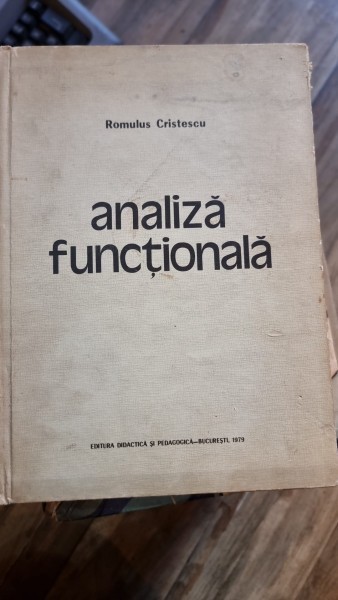 Romulus Cristescu
analiză
funcțională
EDITURA DIDACTICĂ ȘI PEDAGOGICĂ—BUCUREȘTI, 1979